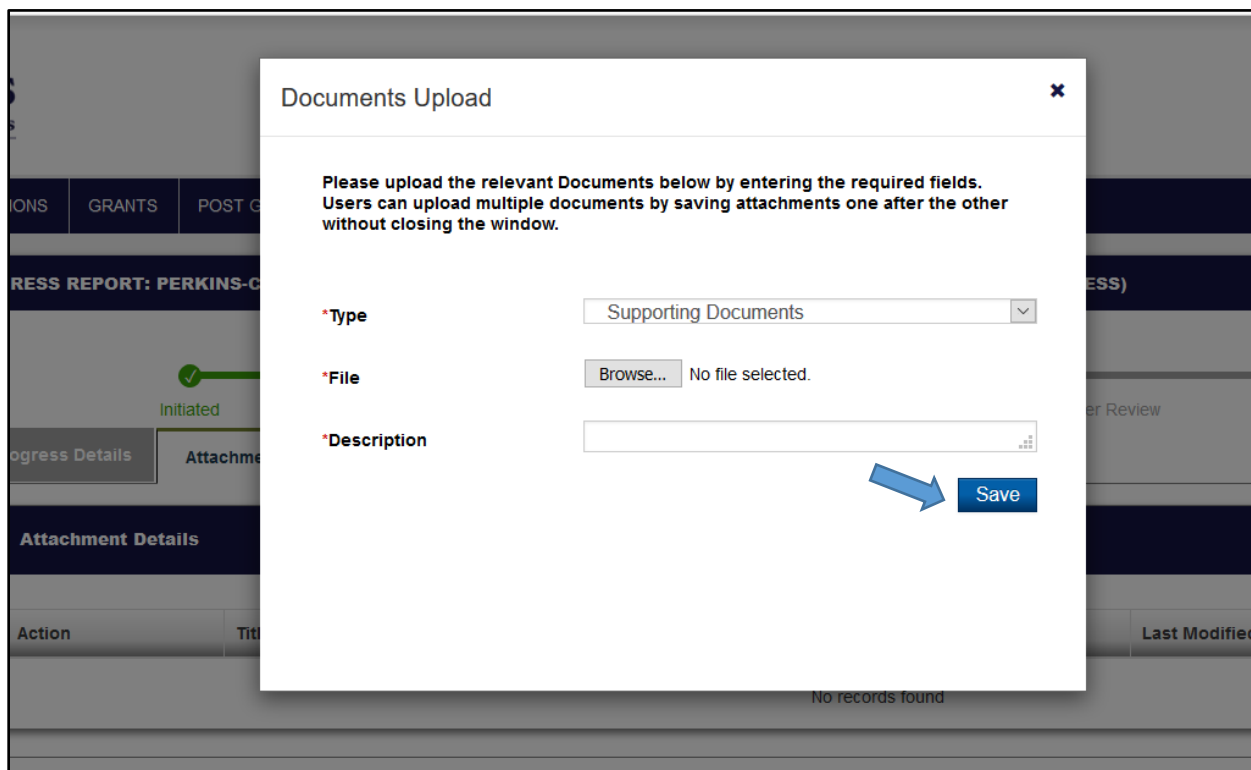 Documents Upload
Please upload the relevant Documents below by entering the required fields.
Users can upload multiple documents by saving attachments one after the other
without closing the window.
IONS GRANTS POST G
RESS REPORT: PERKINS-C ESS)
*Type Supporting Documents
*File Browse... No file selected.
Initiated er Review
*Description
ogress Details Attachme
Save
Attachment Details
Action Titl Last Modified
No records found